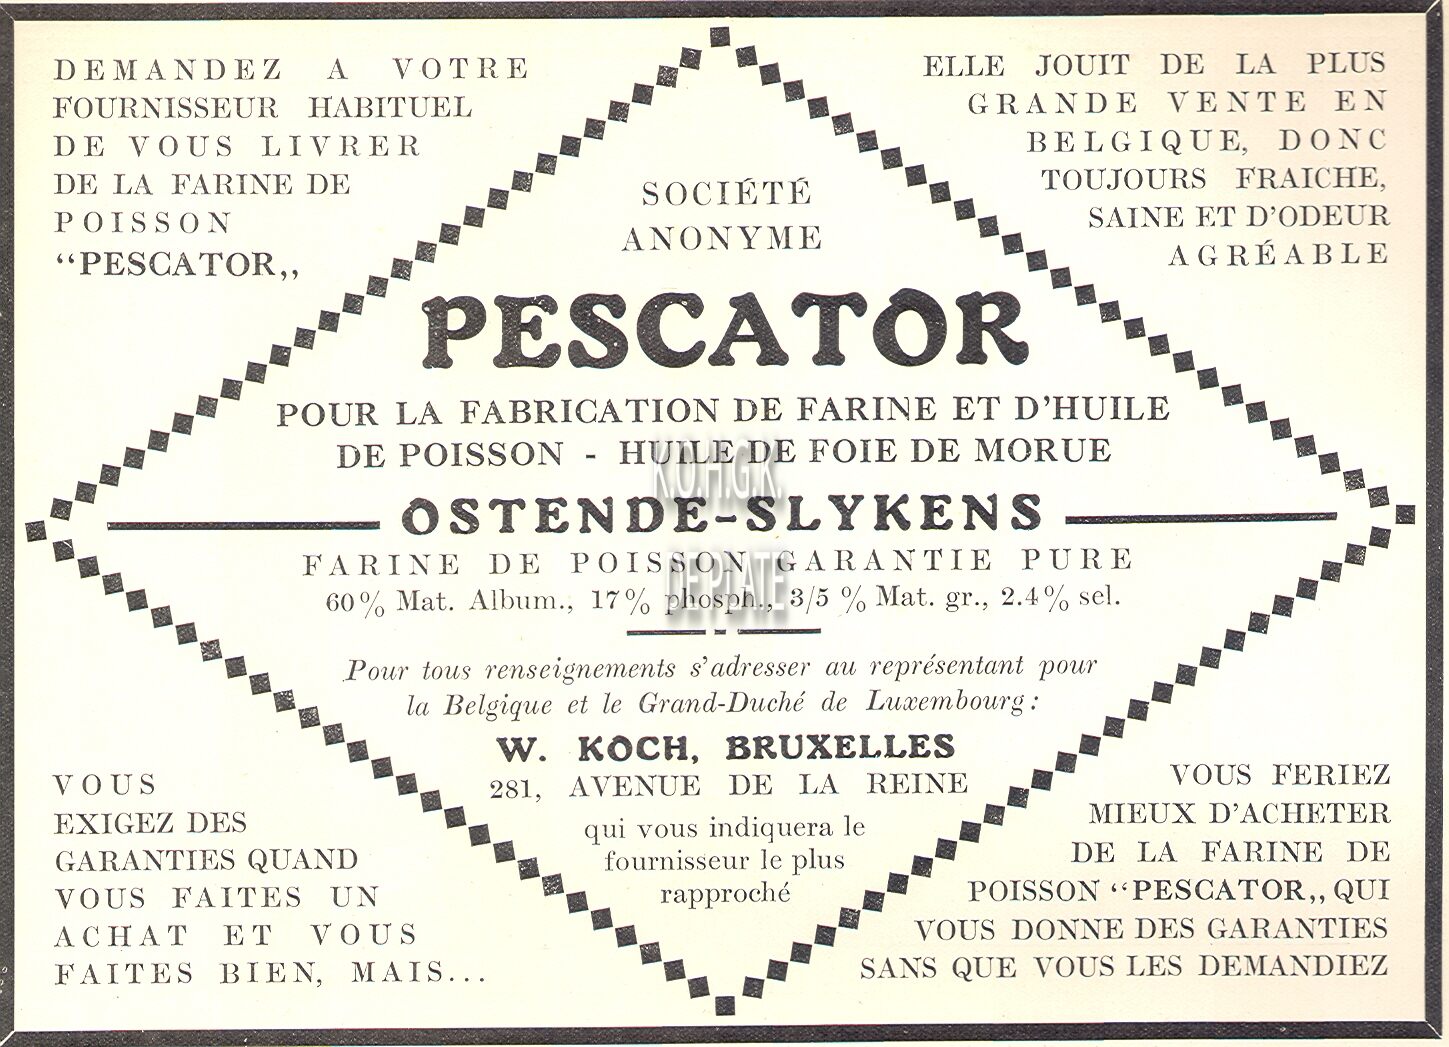 DEMANDEZ A VOTRE
FOURNISSEUR HABITUEL
DE VOUS LIVRER
DE LA FARINE DE
POISSON
“PESCATOR„
ELLE JOUIT DE LA PLUS
GRANDE VENTE EN
BELGIQUE, DONC
TOUJOURS FRAICHE,
SAINE ET D'ODEUR
AGRÉABLE
SOCIÉTÉ
ANONYME
PESCATOR
POUR LA FABRICATION DE FARINE ET D'HUILE
DE POISSON - HUILE DE FOIE DE MORUE
K.O.H.G.K.
OSTENDE-SLYKENS
FARINE DE POISSON GARANTIE PURE
DE PLATE
60% Mat. Album., 17% phosph., 3/5 % Mat. gr., 2.4% sel.
Pour tous renseignements s'adresser au représentant pour
la Belgique et le Grand-Duché de Luxembourg:
W. KOCH, BRUXELLES
281, AVENUE DE LA REINE
qui vous indiquera le
fournisseur le plus
rapproché
VOUS
EXIGEZ DES
GARANTIES QUAND
VOUS FAITES UN
ACHAT ET VOUS
FAITES BIEN, MAIS...
VOUS FERIEZ
MIEUX D'ACHETER
DE LA FARINE DE
POISSON “PESCATOR„ QUI
VOUS DONNE DES GARANTIES
SANS QUE VOUS LES DEMANDIEZ